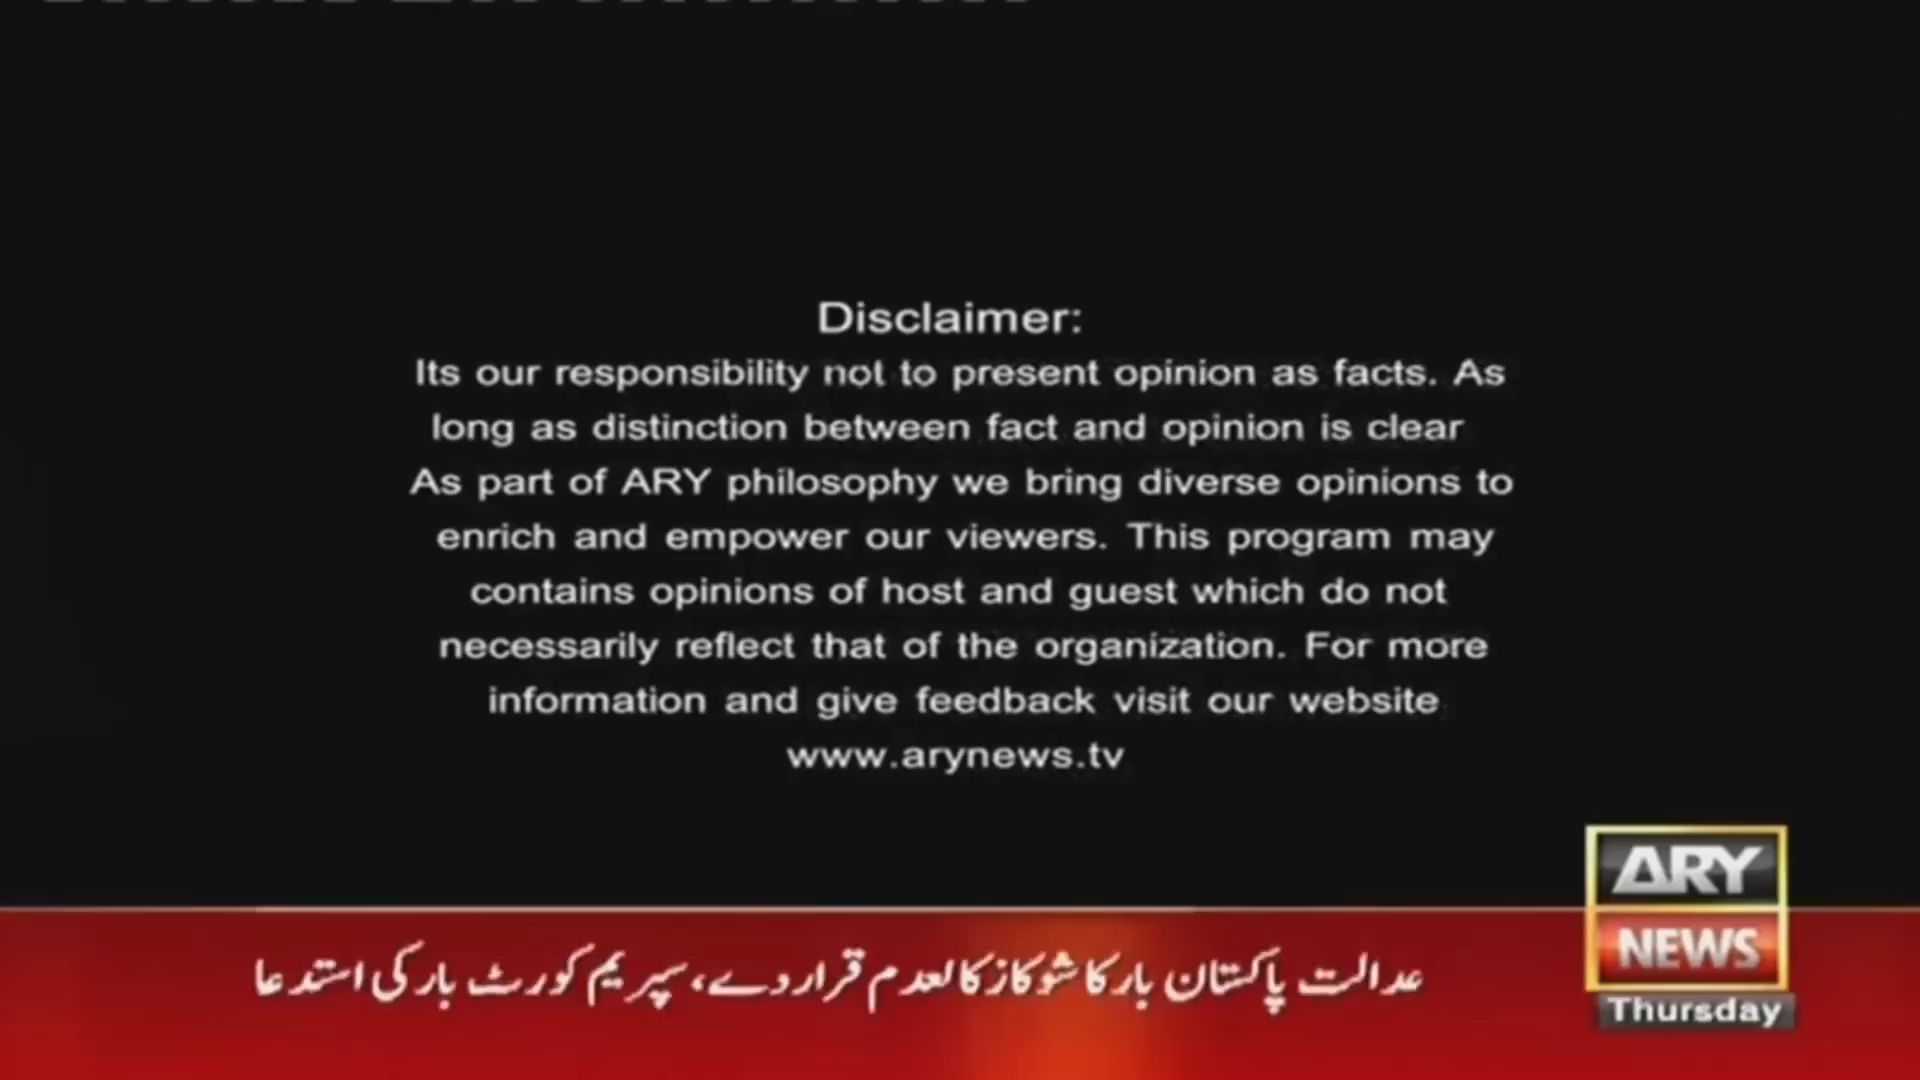 Disclaimer:
Its our responsibility not to present opinion as facts. As
long as distinction between fact and opinion is clear
As part of ARY philosophy we bring diverse opinions to
enrich and empower our viewers. This program may
contains opinions of host and guest which do not
necessarily reflect that of the organization. For more
information and give feedback visit our website
www.arynews.tv
ARY
NEWS
Thursday
عدالت پاکستان بار کا شوکاز کالعدم قرار دے، سپریم کورٹ بار کی استدعا